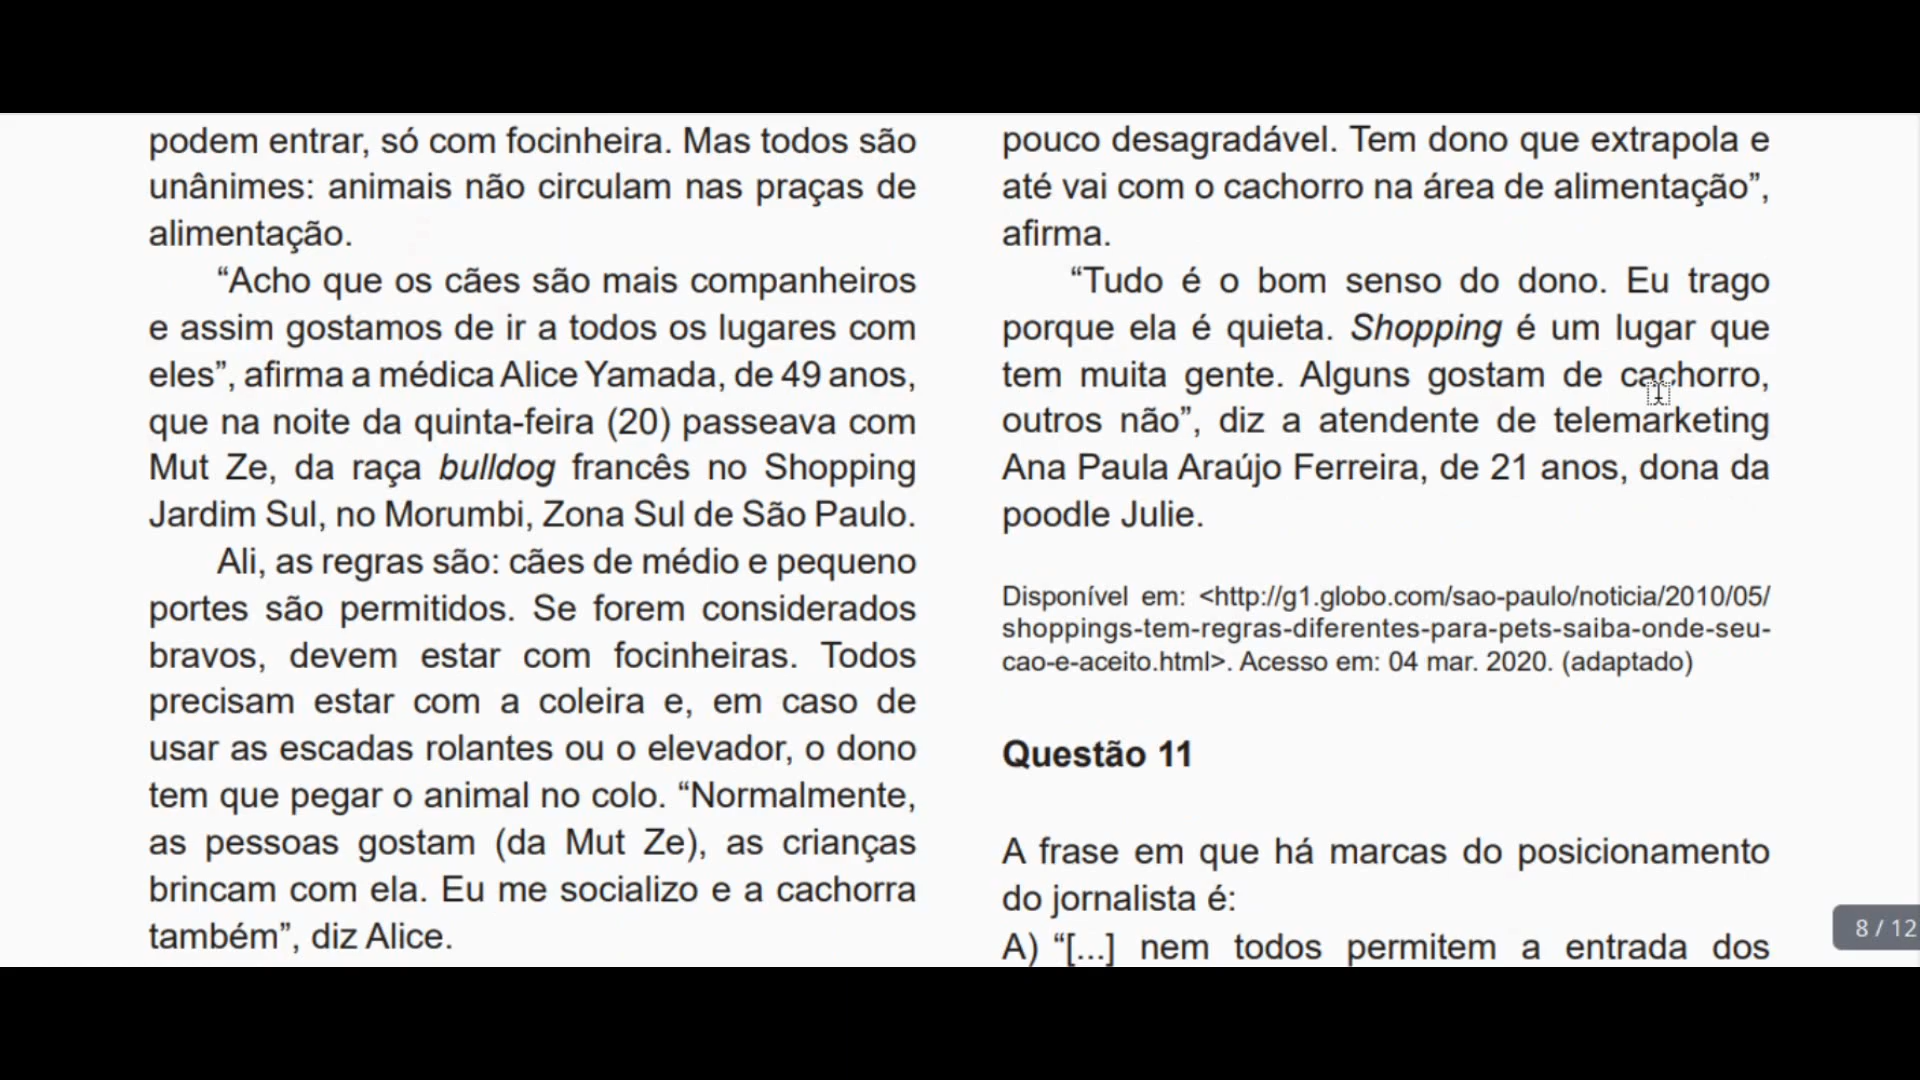 podem entrar, só com focinheira. Mas todos são
unânimes: animais não circulam nas praças de
alimentação.
“Acho que os cães são mais companheiros
e assim gostamos de ir a todos os lugares com
eles”, afirma a médica Alice Yamada, de 49 anos,
que na noite da quinta-feira (20) passeava com
Mut Ze, da raça bulldog francês no Shopping
Jardim Sul, no Morumbi, Zona Sul de São Paulo.
Ali, as regras são: cães de médio e pequeno
portes são permitidos. Se forem considerados
bravos, devem estar com focinheiras. Todos
precisam estar com a coleira e, em caso de
usar as escadas rolantes ou o elevador, o dono
tem que pegar o animal no colo. “Normalmente,
as pessoas gostam (da Mut Ze), as crianças
brincam com ela. Eu me socializo e a cachorra
também”, diz Alice.
pouco desagradável. Tem dono que extrapola e
até vai com o cachorro na área de alimentação”,
afirma.
“Tudo é o bom senso do dono. Eu trago
porque ela é quieta. Shopping é um lugar que
tem muita gente. Alguns gostam de cachorro,
outros não”, diz a atendente de telemarketing
Ana Paula Araújo Ferreira, de 21 anos, dona da
poodle Julie.
Disponível em: <http://g1.globo.com/sao-paulo/noticia/2010/05/
shoppings-tem-regras-diferentes-para-pets-saiba-onde-seu-
cao-e-aceito.html>. Acesso em: 04 mar. 2020. (adaptado)
Questão 11
A frase em que há marcas do posicionamento
do jornalista é:
A) “[...] nem todos permitem a entrada dos
8 / 12